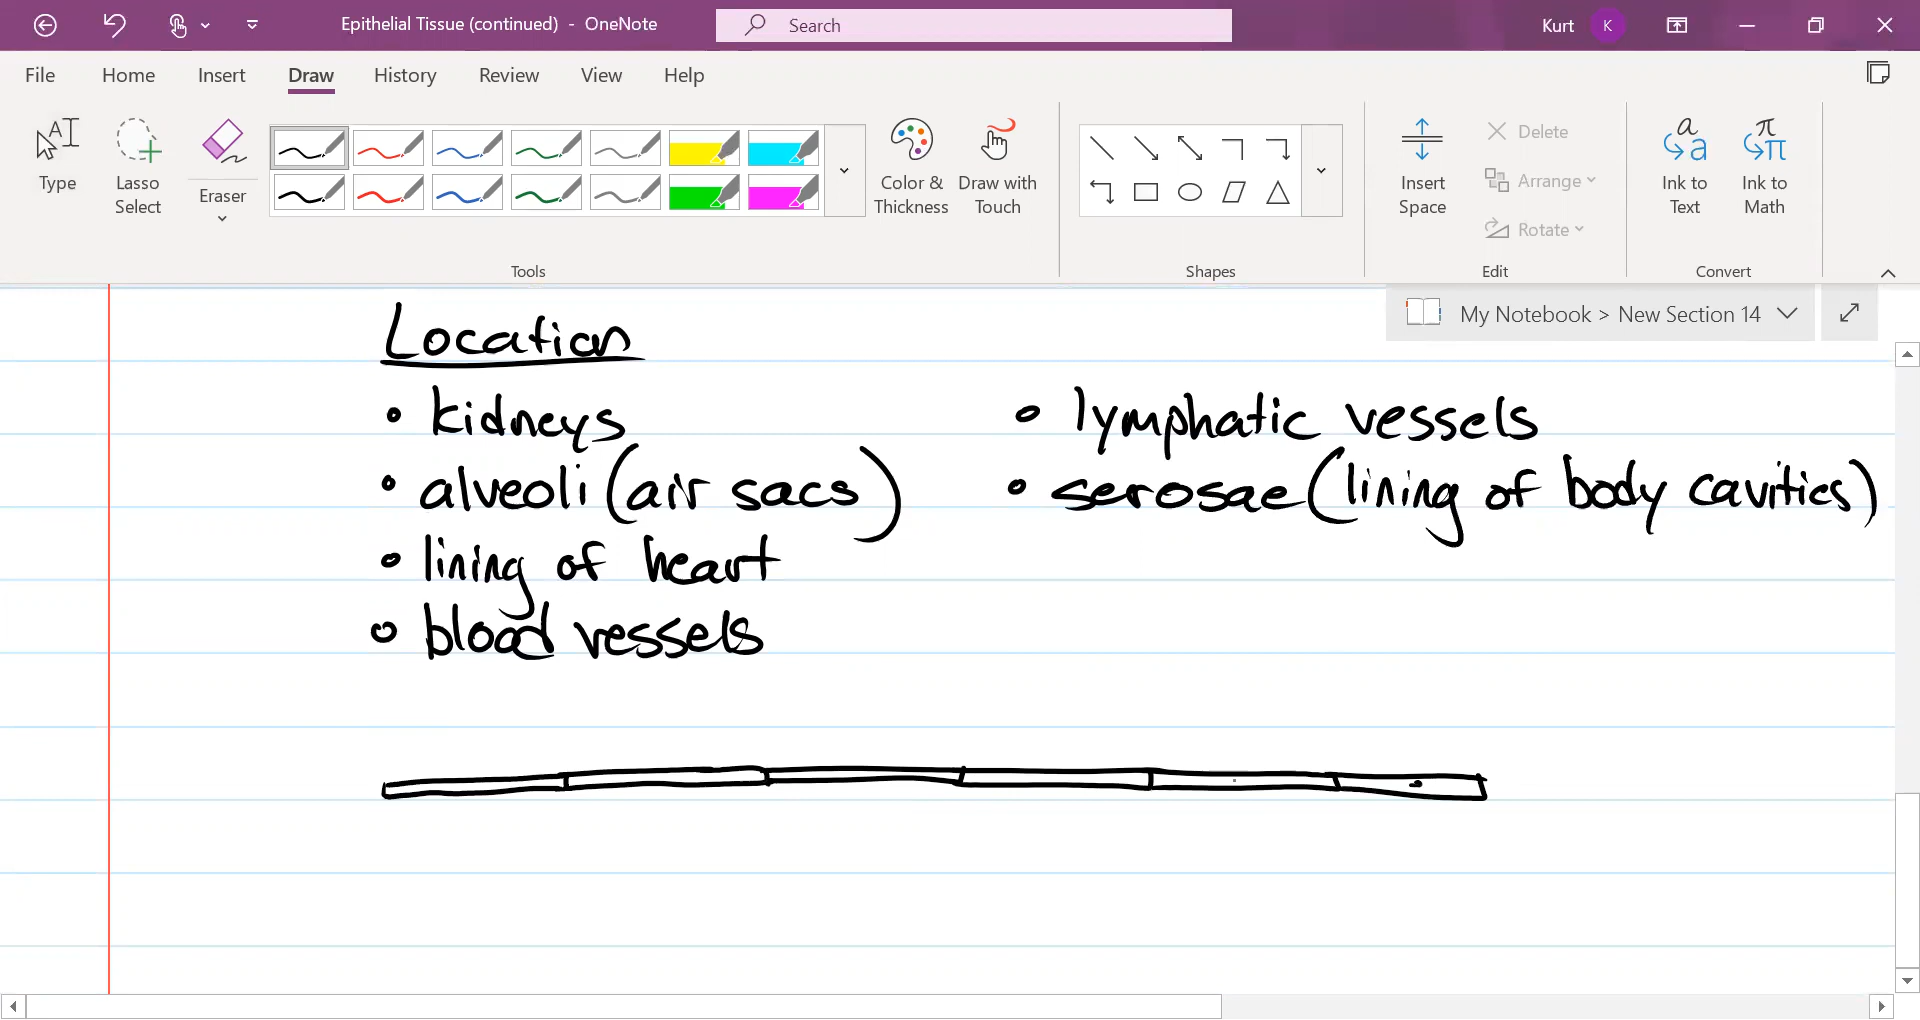 Epithelial Tissue (continued) - OneNote
Search
Kurt K
File Home Insert Draw History Review View Help
Type
Lasso Select
Eraser
Color & Thickness
Draw with Touch
Insert Space
Delete
Arrange
Rotate
Ink to Text
Ink to Math
Tools
Shapes
Edit
Convert
My Notebook > New Section 14
Location
• kidneys
• alveoli (air sacs)
• lining of heart
• blood vessels
• lymphatic vessels
• serosae (lining of body cavities)